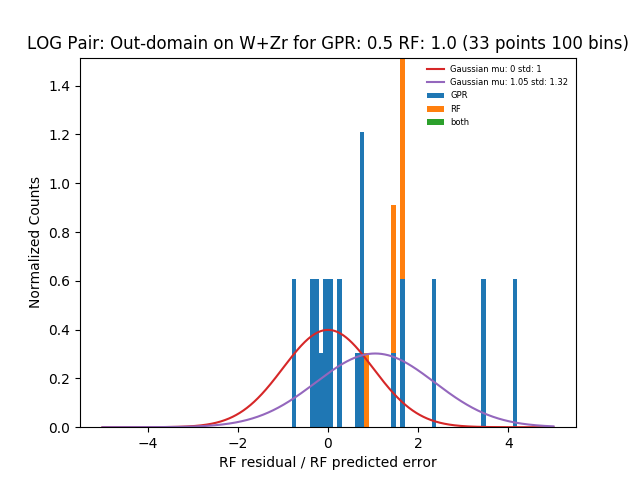 LOG Pair: Out-domain on W+Zr for GPR: 0.5 RF: 1.0 (33 points 100 bins)
Gaussian mu: 0 std: 1
Gaussian mu: 1.05 std: 1.32
GPR
RF
both
1.4
1.2
1.0
0.8
0.6
0.4
0.2
0.0
Normalized Counts
−4
−2
0
2
4
RF residual / RF predicted error